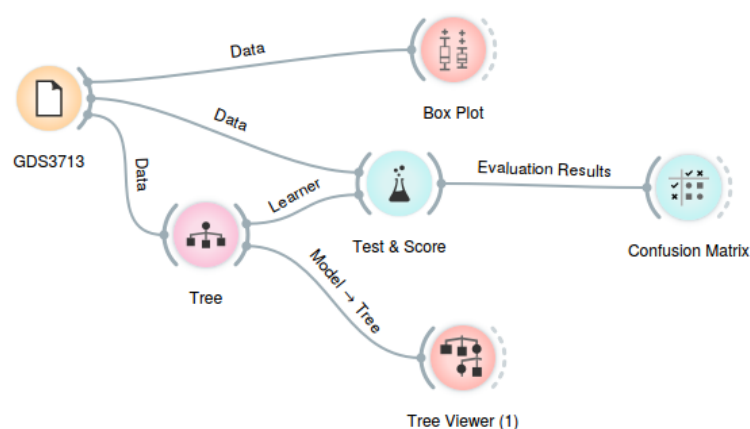 Data
Box Plot
GDS3713
Data
Data
Learner
Test & Score
Evaluation Results
Confusion Matrix
Tree
Model → Tree
Tree Viewer (1)